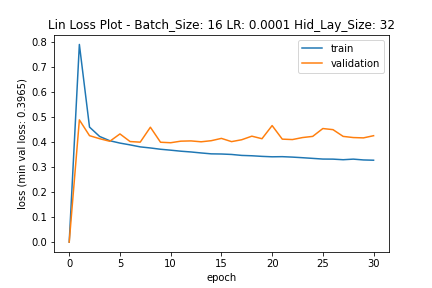 Lin Loss Plot - Batch_Size: 16 LR: 0.0001 Hid_Lay_Size: 32
train
validation
loss (min val loss: 0.3965)
0.8
0.7
0.6
0.5
0.4
0.3
0.2
0.1
0.0
0 5 10 15 20 25 30
epoch